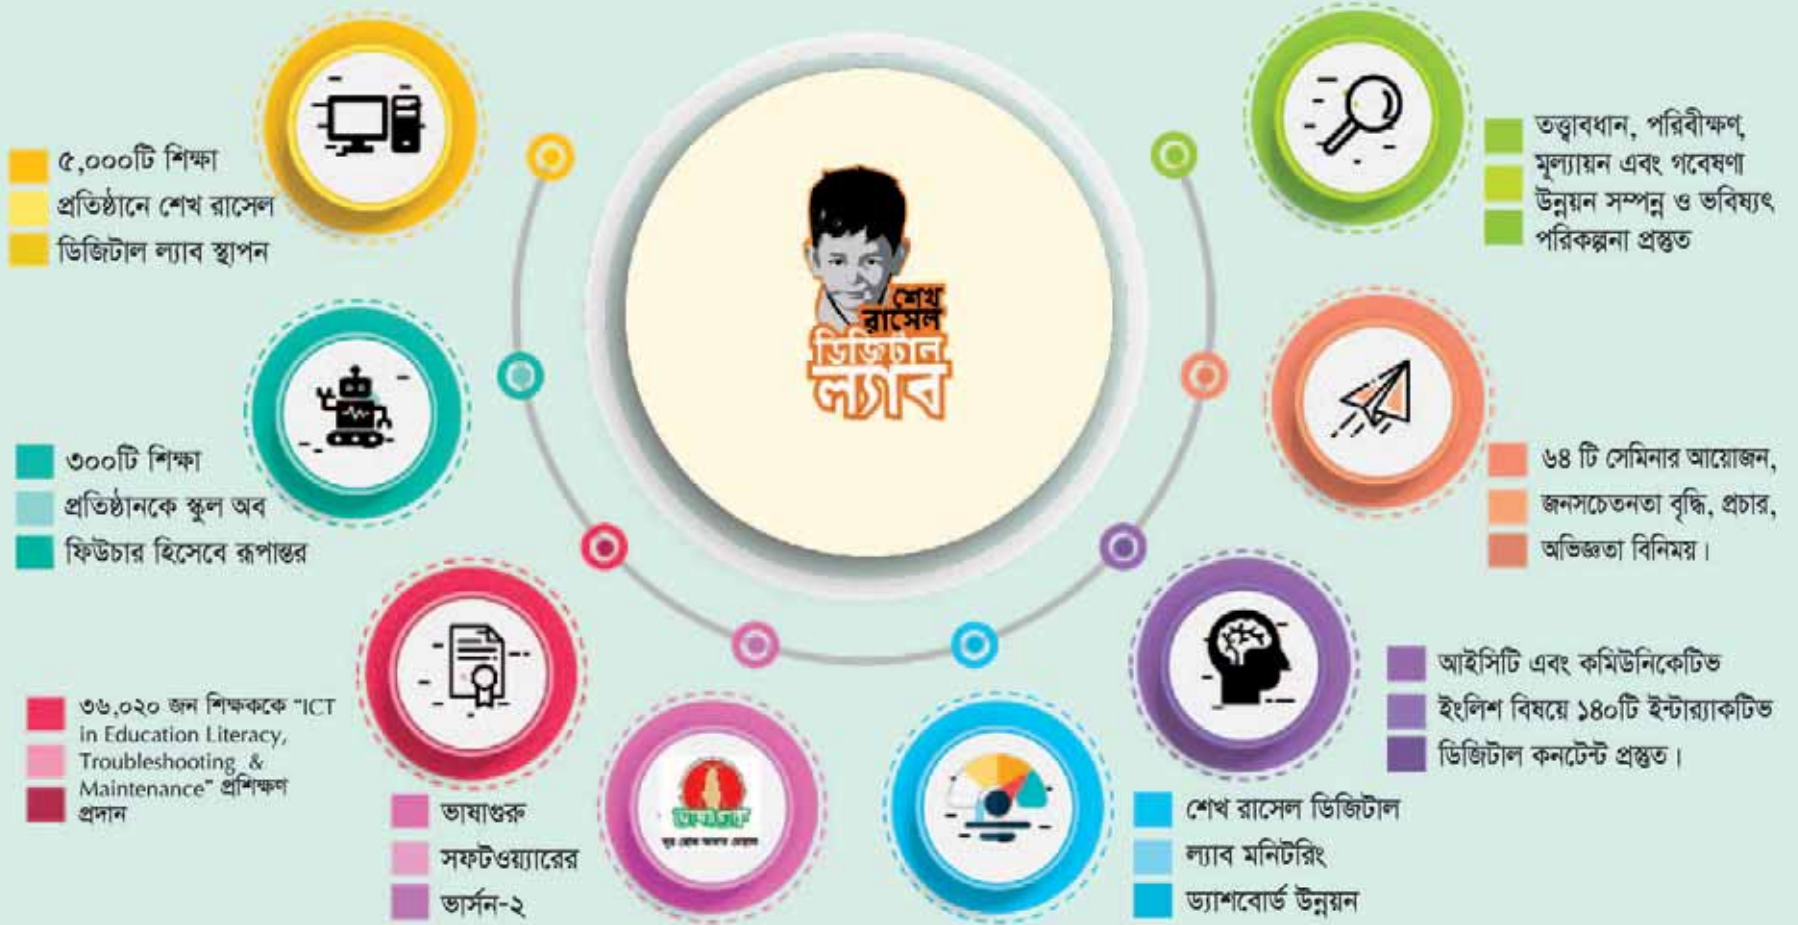 ৫,০০০টি শিক্ষা
প্রতিষ্ঠানে শেখ রাসেল
ডিজিটাল ল্যাব স্থাপন
৩০০টি শিক্ষা
প্রতিষ্ঠানকে স্কুল অব
ফিউচার হিসেবে রূপান্তর
৩৬,০২০ জন শিক্ষককে "ICT
in Education Literacy,
Troubleshooting &
Maintenance" প্রশিক্ষণ
প্রদান
ভাষাগুরু
সফটওয়্যারের
ভার্সন-২
শেখ
রাসেল
ডিজিটাল
ল্যাব
ভাষাগুরু
শেখ রাসেল ডিজিটাল
ল্যাব মনিটরিং
ড্যাশবোর্ড উন্নয়ন
আইসিটি এবং কমিউনিকেটিভ
ইংলিশ বিষয়ে ১৪০টি ইন্টার‍্যাকটিভ
ডিজিটাল কনটেন্ট প্রস্তুত।
৬৪ টি সেমিনার আয়োজন,
জনসচেতনতা বৃদ্ধি, প্রচার,
অভিজ্ঞতা বিনিময়।
তত্ত্বাবধান, পরিবীক্ষণ,
মূল্যায়ন এবং গবেষণা
উন্নয়ন সম্পন্ন ও ভবিষ্যৎ
পরিকল্পনা প্রস্তুত